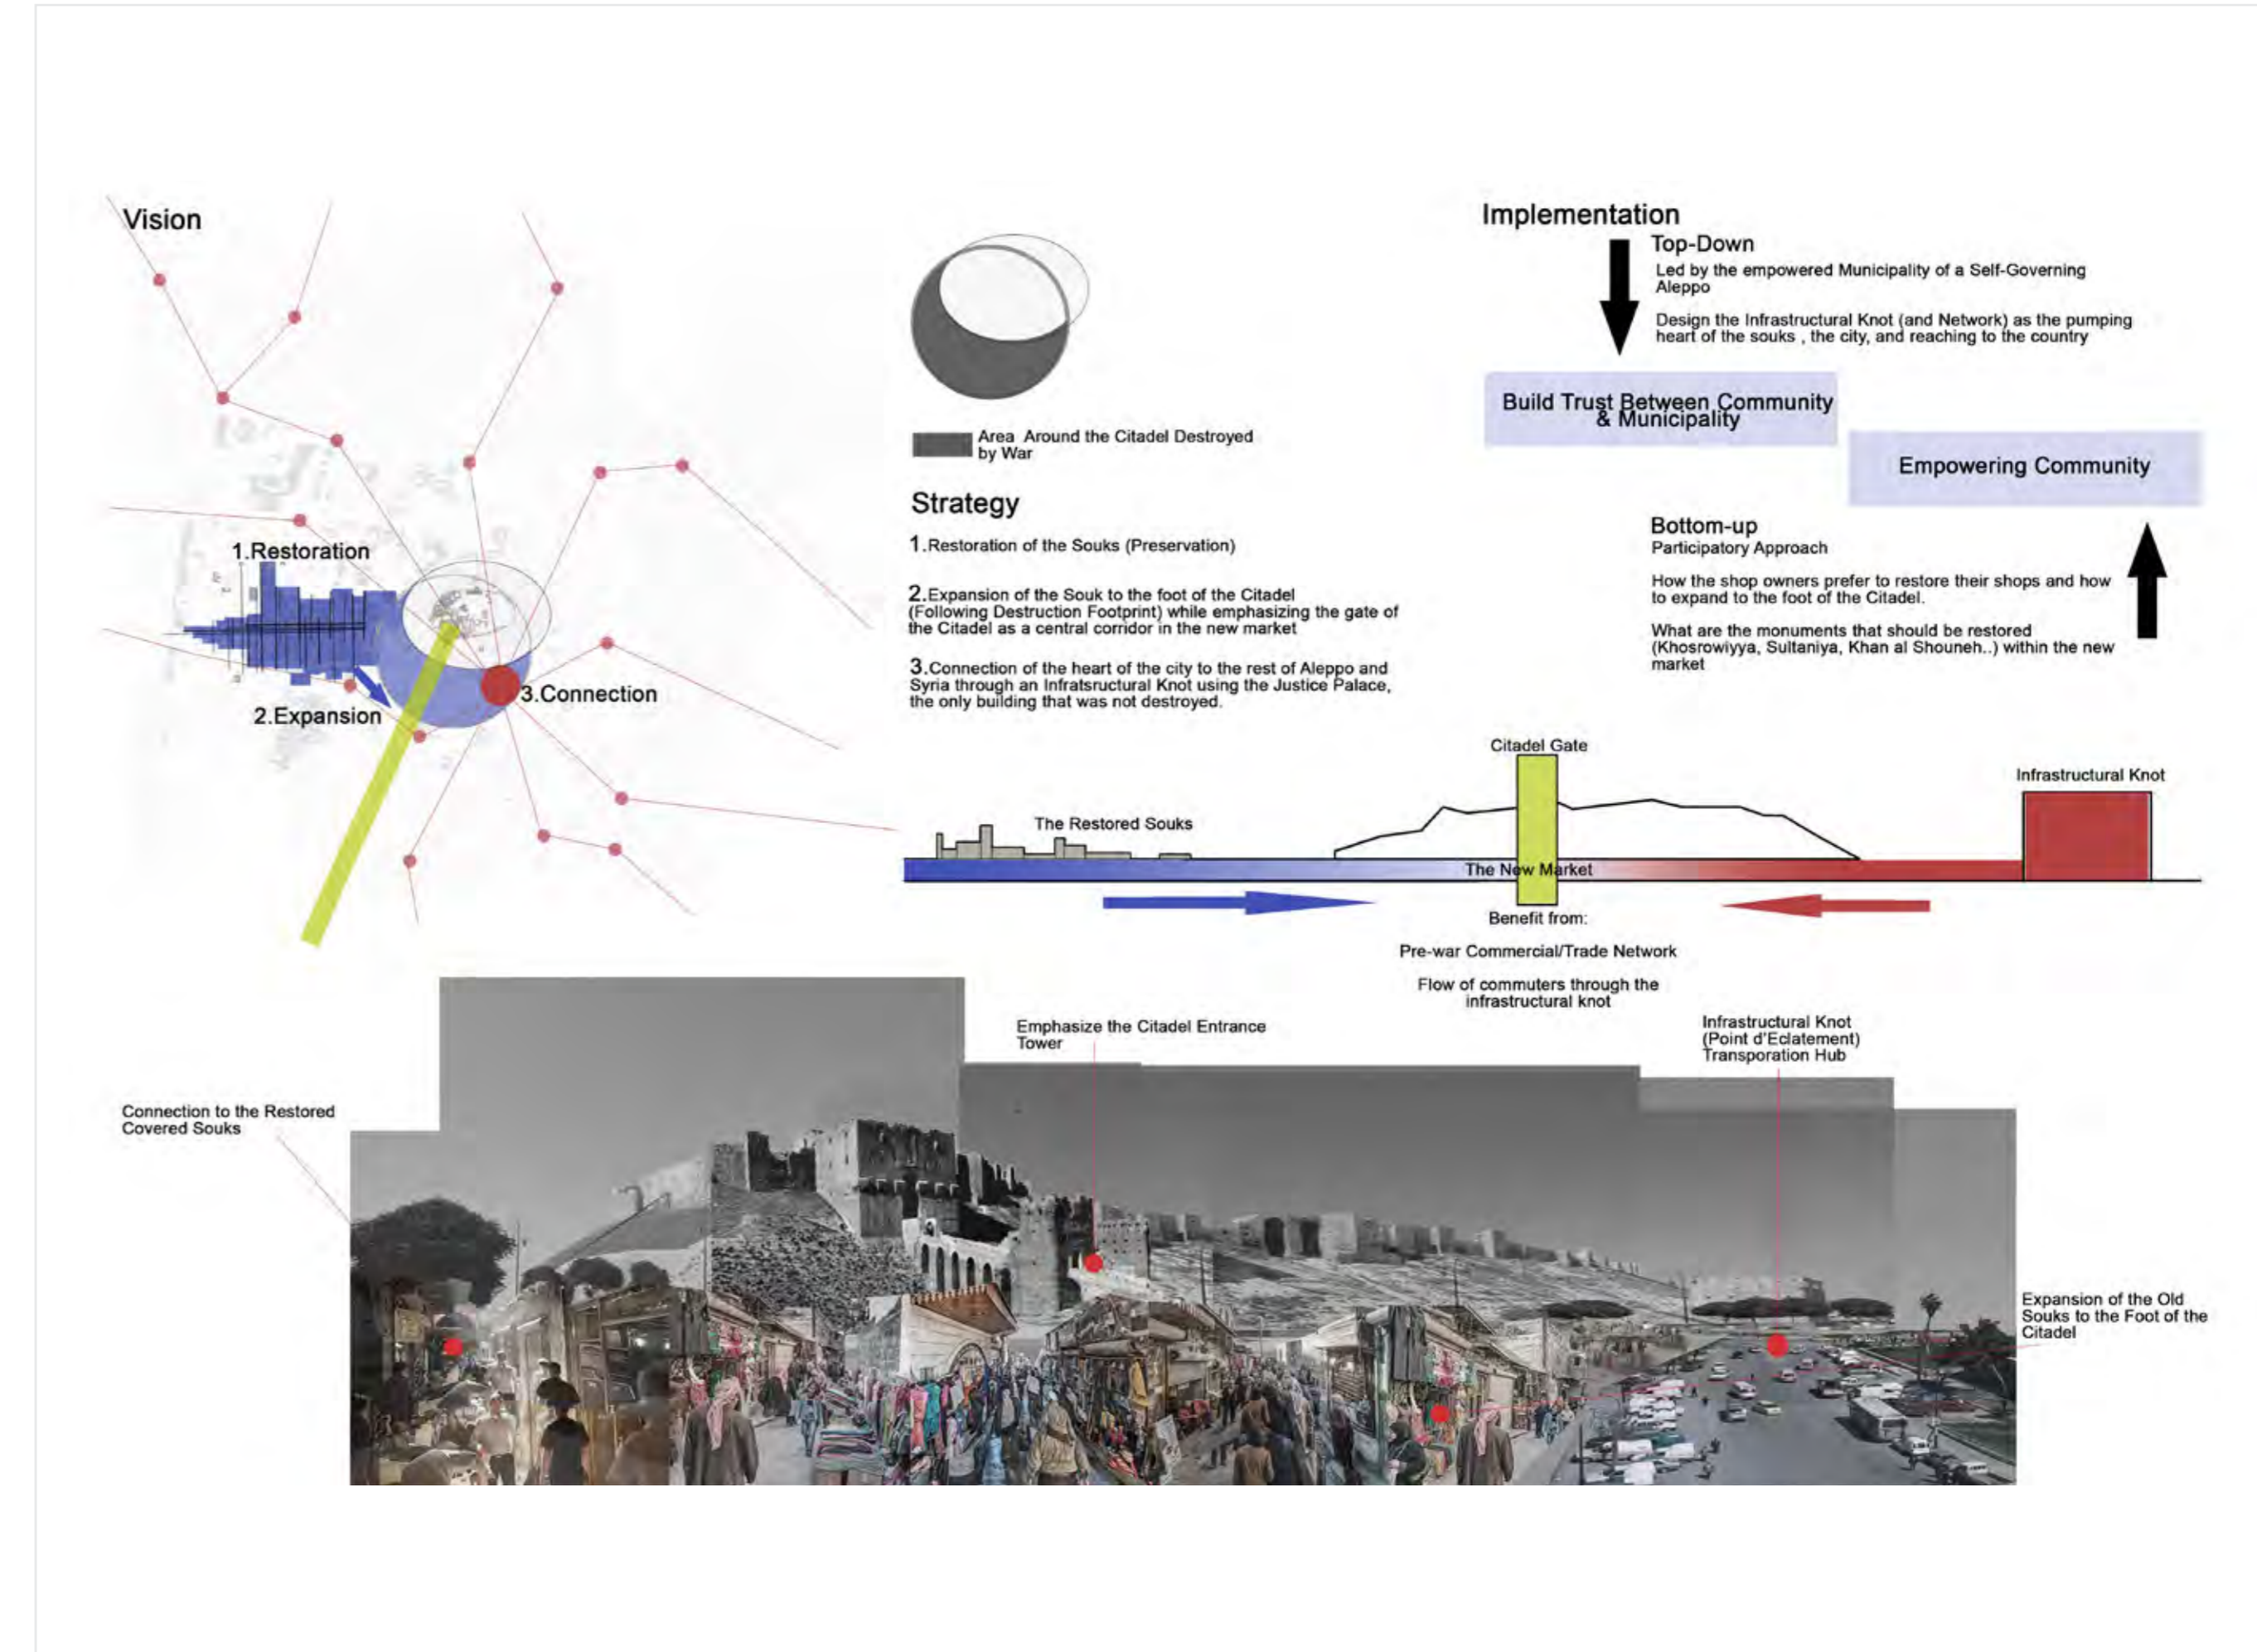 Vision
1.Restoration
2.Expansion
3.Connection
Area Around the Citadel Destroyed
by War
Strategy
1.Restoration of the Souks (Preservation)
2.Expansion of the Souk to the foot of the Citadel
(Following Destruction Footprint) while emphasizing the gate of
the Citadel as a central corridor in the new market
3.Connection of the heart of the city to the rest of Aleppo and
Syria through an Infratsructural Knot using the Justice Palace,
the only building that was not destroyed.
Implementation
Top-Down
Led by the empowered Municipality of a Self-Governing
Aleppo
Design the Infrastructural Knot (and Network) as the pumping
heart of the souks , the city, and reaching to the country
Build Trust Between Community
& Municipality
Empowering Community
Bottom-up
Participatory Approach
How the shop owners prefer to restore their shops and how
to expand to the foot of the Citadel.
What are the monuments that should be restored
(Khosrowiyya, Sultaniya, Khan al Shouneh..) within the new
market
Citadel Gate
Infrastructural Knot
The Restored Souks
The New Market
Benefit from:
Pre-war Commercial/Trade Network
Flow of commuters through the
infrastructural knot
Emphasize the Citadel Entrance
Tower
Infrastructural Knot
(Point d'Eclatement)
Transporation Hub
Connection to the Restored
Covered Souks
Expansion of the Old
Souks to the Foot of the
Citadel